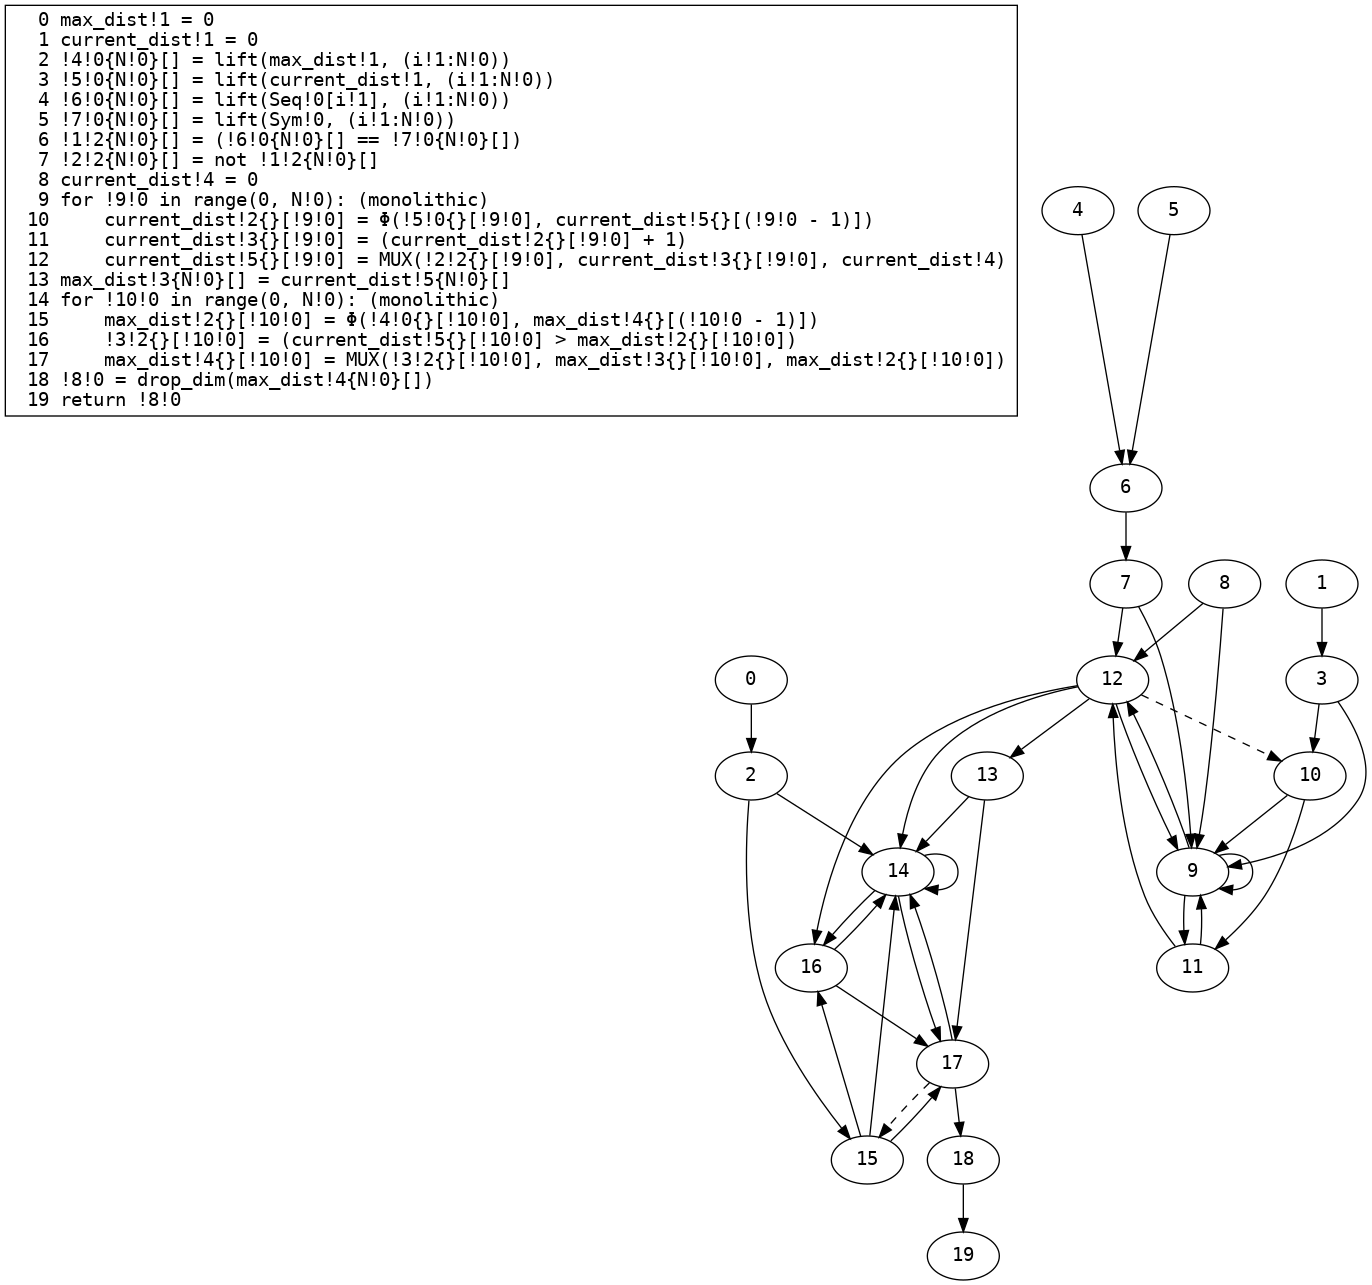 0 max_dist!1 = 0
1 current_dist!1 = 0
2 !4!0{N!0}[] = lift(max_dist!1, (i!1:N!0))
3 !5!0{N!0}[] = lift(current_dist!1, (i!1:N!0))
4 !6!0{N!0}[] = lift(Seq!0[i!1], (i!1:N!0))
5 !7!0{N!0}[] = lift(Sym!0, (i!1:N!0))
6 !1!2{N!0}[] = (!6!0{N!0}[] == !7!0{N!0}[])
7 !2!2{N!0}[] = not !1!2{N!0}[]
8 current_dist!4 = 0
9 for !9!0 in range(0, N!0): (monolithic)
10     current_dist!2{}[!9!0] = Φ(!5!0{}[!9!0], current_dist!5{}[(!9!0 - 1)])
11     current_dist!3{}[!9!0] = (current_dist!2{}[!9!0] + 1)
12     current_dist!5{}[!9!0] = MUX(!2!2{}[!9!0], current_dist!3{}[!9!0], current_dist!4)
13 max_dist!3{N!0}[] = current_dist!5{N!0}[]
14 for !10!0 in range(0, N!0): (monolithic)
15     max_dist!2{}[!10!0] = Φ(!4!0{}[!10!0], max_dist!4{}[(!10!0 - 1)])
16     !3!2{}[!10!0] = (current_dist!5{}[!10!0] > max_dist!2{}[!10!0])
17     max_dist!4{}[!10!0] = MUX(!3!2{}[!10!0], max_dist!3{}[!10!0], max_dist!2{}[!10!0])
18 !8!0 = drop_dim(max_dist!4{N!0}[])
19 return !8!0
4
5
6
7
8
1
0
12
3
2
13
10
14
9
16
11
17
15
18
19